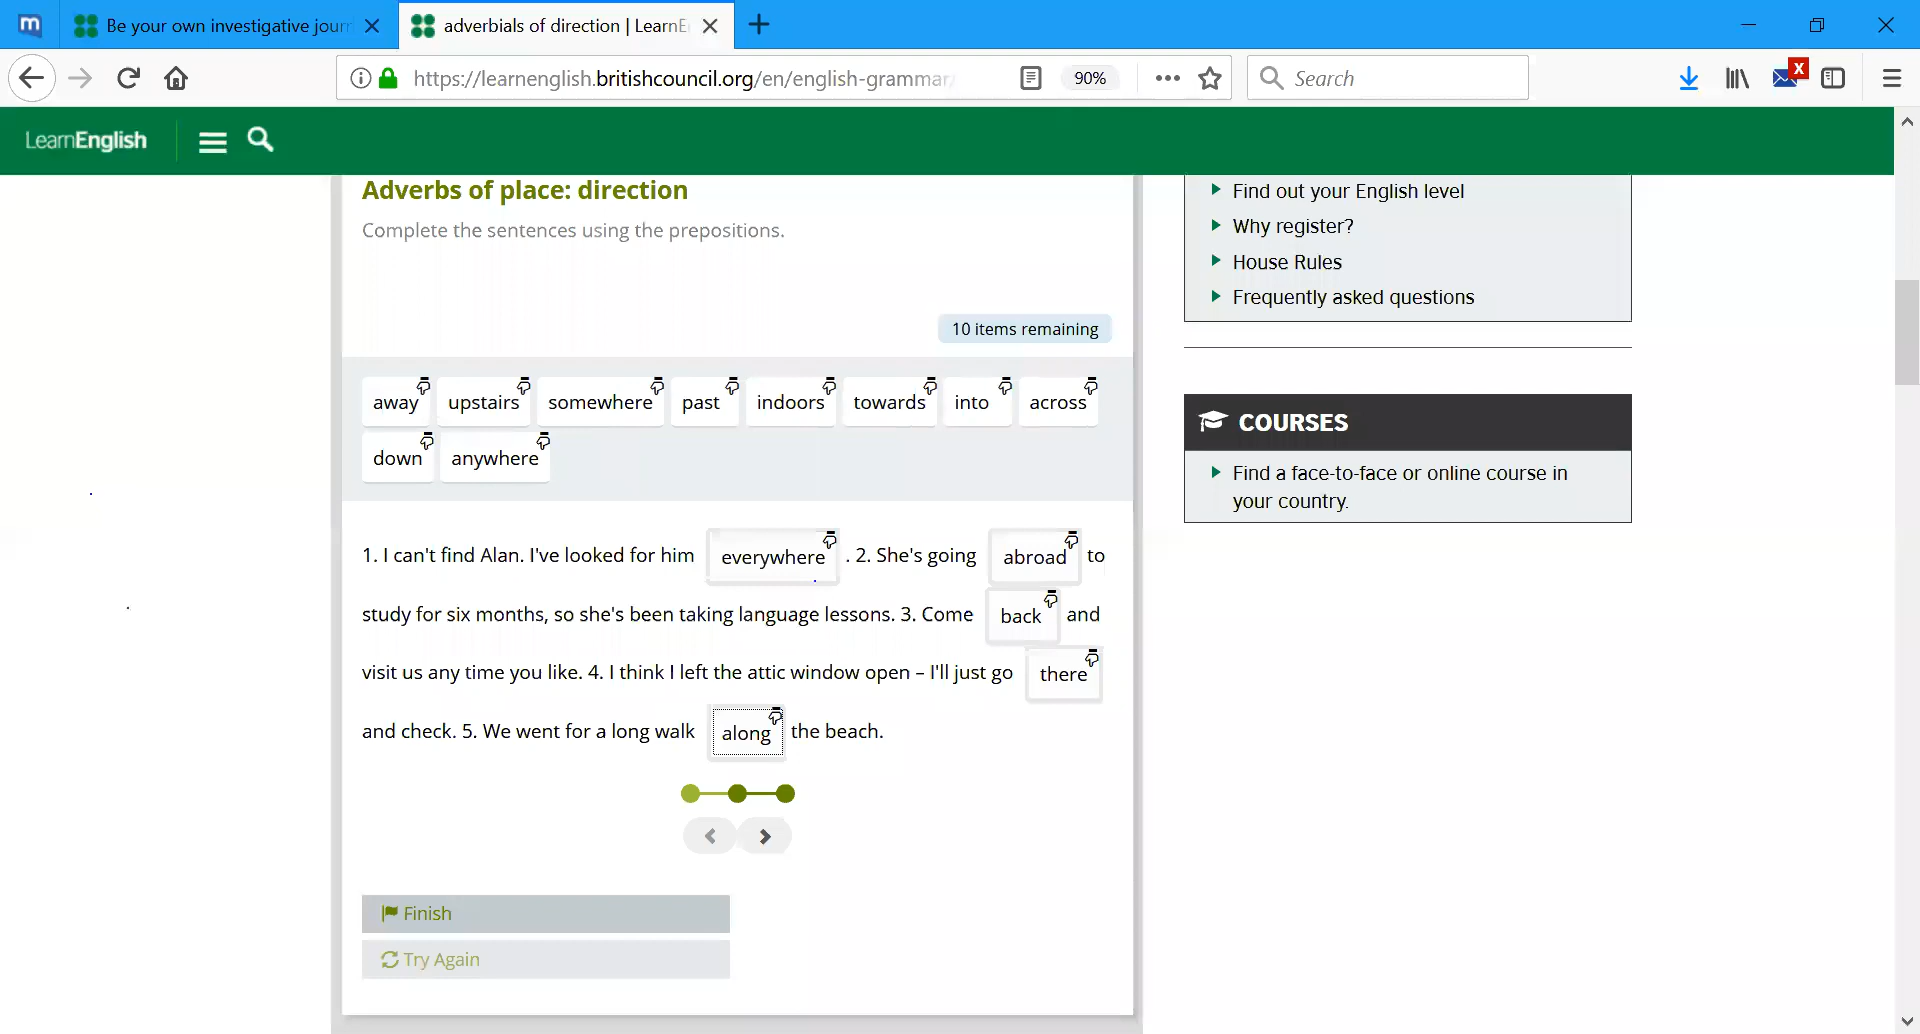 m
Be your own investigative jour
adverbials of direction | LearnE
https://learnenglish.britishcouncil.org/en/english-grammar/
90%
Search
X
LearnEnglish
Adverbs of place: direction
Complete the sentences using the prepositions.
10 items remaining
away upstairs somewhere past indoors towards into across
down anywhere
1. I can't find Alan. I've looked for him everywhere . 2. She's going abroad to
study for six months, so she's been taking language lessons. 3. Come back and
visit us any time you like. 4. I think I left the attic window open – I'll just go there
and check. 5. We went for a long walk along the beach.
Finish
Try Again
Find out your English level
Why register?
House Rules
Frequently asked questions
COURSES
Find a face-to-face or online course in
your country.